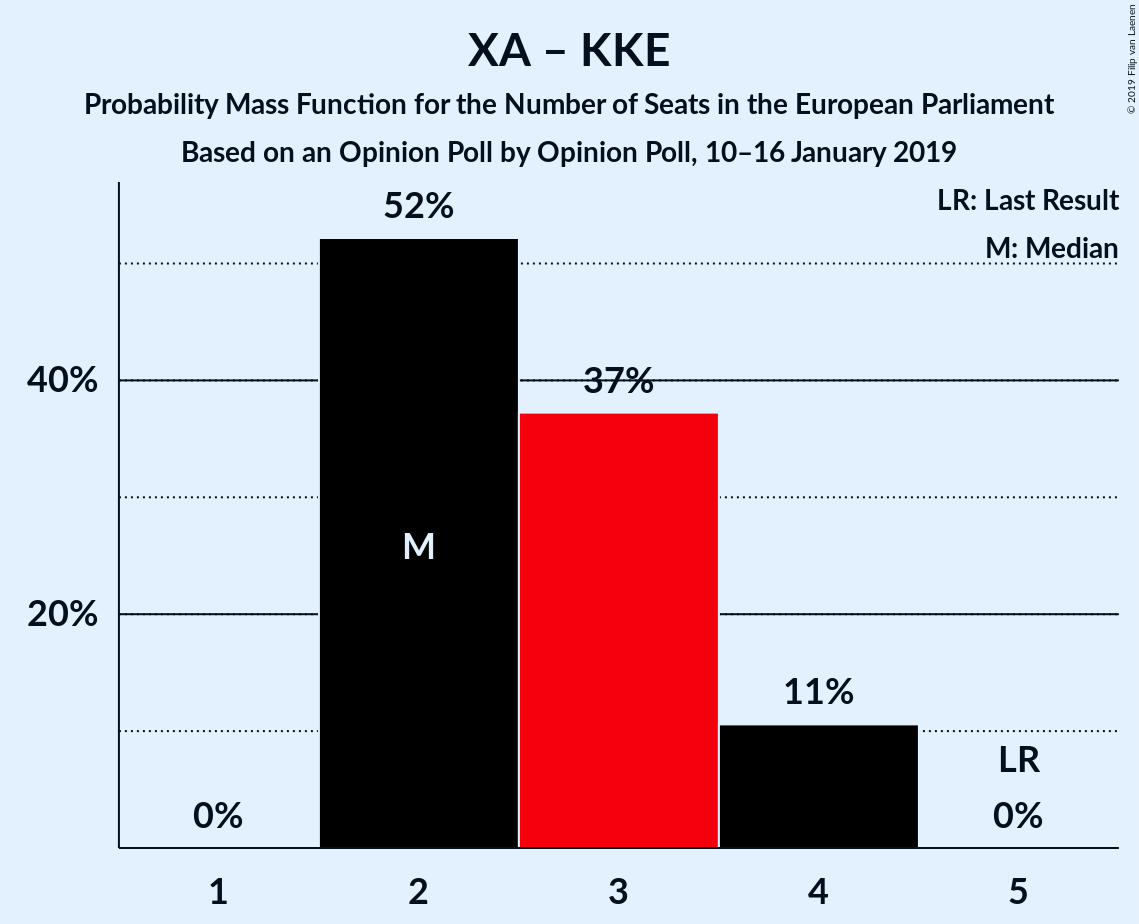 XA – KKE
Probability Mass Function for the Number of Seats in the European Parliament
Based on an Opinion Poll by Opinion Poll, 10–16 January 2019
© 2019 Filip van Laenen
LR: Last Result
M: Median
52%
40%
37%
M
20%
11%
LR
0%
0%
1
2
3
4
5